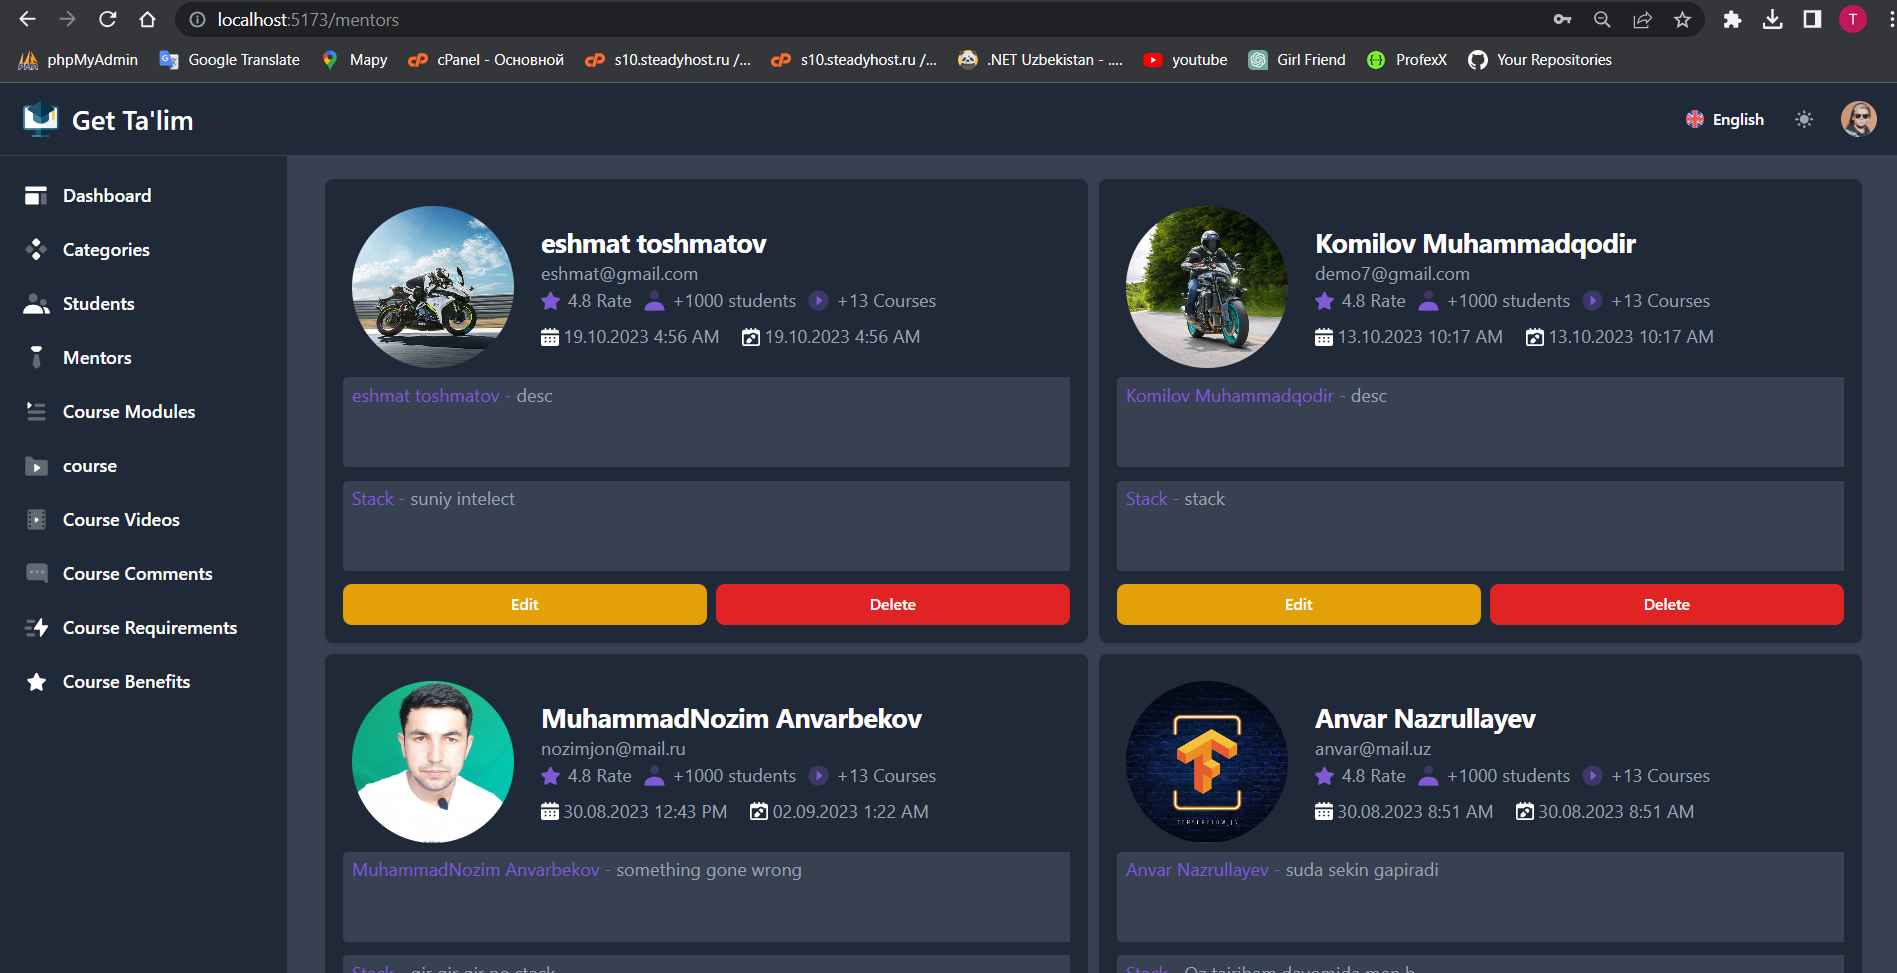 localhost:5173/mentors
T
phpMyAdmin
Google Translate
Mapy
cPanel - Основной
s10.steadyhost.ru /...
s10.steadyhost.ru /...
.NET Uzbekistan - ....
youtube
Girl Friend
ProfexX
Your Repositories
Get Ta'lim
English
Dashboard
Categories
Students
Mentors
Course Modules
course
Course Videos
Course Comments
Course Requirements
Course Benefits
eshmat toshmatov
eshmat@gmail.com
4.8 Rate +1000 students +13 Courses
19.10.2023 4:56 AM 19.10.2023 4:56 AM
eshmat toshmatov - desc
Stack - suniy intelect
Edit
Delete
Komilov Muhammadqodir
demo7@gmail.com
4.8 Rate +1000 students +13 Courses
13.10.2023 10:17 AM 13.10.2023 10:17 AM
Komilov Muhammadqodir - desc
Stack - stack
Edit
Delete
MuhammadNozim Anvarbekov
nozimjon@mail.ru
4.8 Rate +1000 students +13 Courses
30.08.2023 12:43 PM 02.09.2023 1:22 AM
MuhammadNozim Anvarbekov - something gone wrong
Stack -
Anvar Nazrullayev
anvar@mail.uz
4.8 Rate +1000 students +13 Courses
30.08.2023 8:51 AM 30.08.2023 8:51 AM
Anvar Nazrullayev - suda sekin gapiradi
Stack -